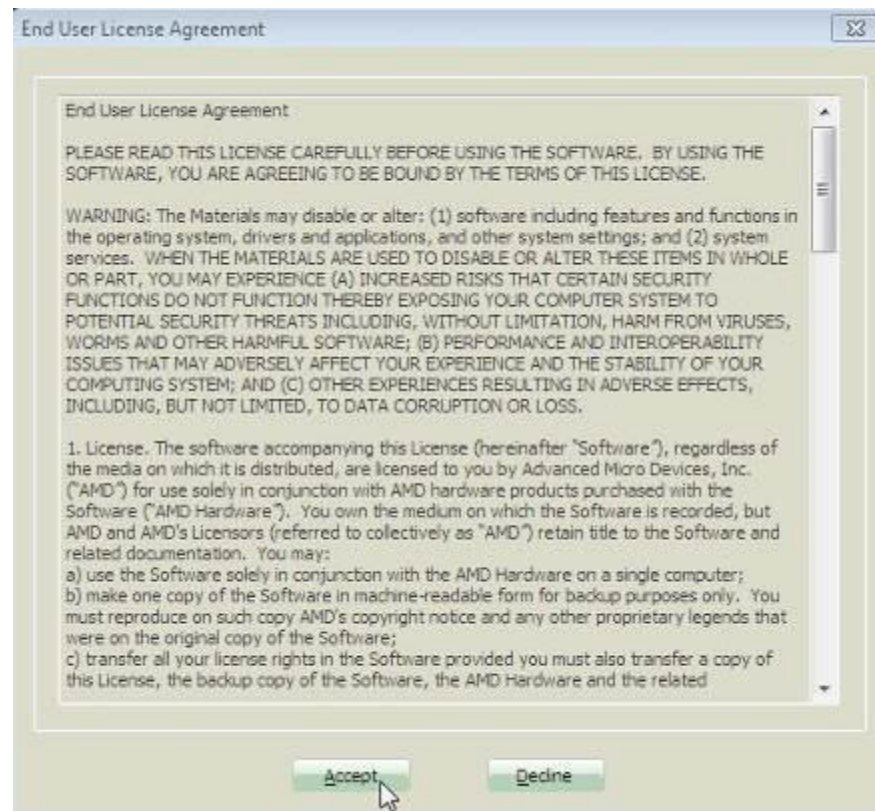 End User License Agreement
End User License Agreement
PLEASE READ THIS LICENSE CAREFULLY BEFORE USING THE SOFTWARE.  BY USING THE
SOFTWARE, YOU ARE AGREEING TO BE BOUND BY THE TERMS OF THIS LICENSE.
WARNING: The Materials may disable or alter: (1) software including features and functions in
the operating system, drivers and applications, and other system settings; and (2) system
services.  WHEN THE MATERIALS ARE USED TO DISABLE OR ALTER THESE ITEMS IN WHOLE
OR PART, YOU MAY EXPERIENCE (A) INCREASED RISKS THAT CERTAIN SECURITY
FUNCTIONS DO NOT FUNCTION THEREBY EXPOSING YOUR COMPUTER SYSTEM TO
POTENTIAL SECURITY THREATS INCLUDING, WITHOUT LIMITATION, HARM FROM VIRUSES,
WORMS AND OTHER HARMFUL SOFTWARE; (B) PERFORMANCE AND INTEROPERABILITY
ISSUES THAT MAY ADVERSELY AFFECT YOUR EXPERIENCE AND THE STABILITY OF YOUR
COMPUTING SYSTEM; AND (C) OTHER EXPERIENCES RESULTING IN ADVERSE EFFECTS,
INCLUDING, BUT NOT LIMITED, TO DATA CORRUPTION OR LOSS.
1. License. The software accompanying this License (hereinafter "Software"), regardless of
the media on which it is distributed, are licensed to you by Advanced Micro Devices, Inc.
("AMD") for use solely in conjunction with AMD hardware products purchased with the
Software ("AMD Hardware").  You own the medium on which the Software is recorded, but
AMD and AMD's Licensors (referred to collectively as "AMD") retain title to the Software and
related documentation.  You may:
a) use the Software solely in conjunction with the AMD Hardware on a single computer;
b) make one copy of the Software in machine-readable form for backup purposes only.  You
must reproduce on such copy AMD's copyright notice and any other proprietary legends that
were on the original copy of the Software;
c) transfer all your license rights in the Software provided you must also transfer a copy of
this License, the backup copy of the Software, the AMD Hardware and the related
Accept Decline